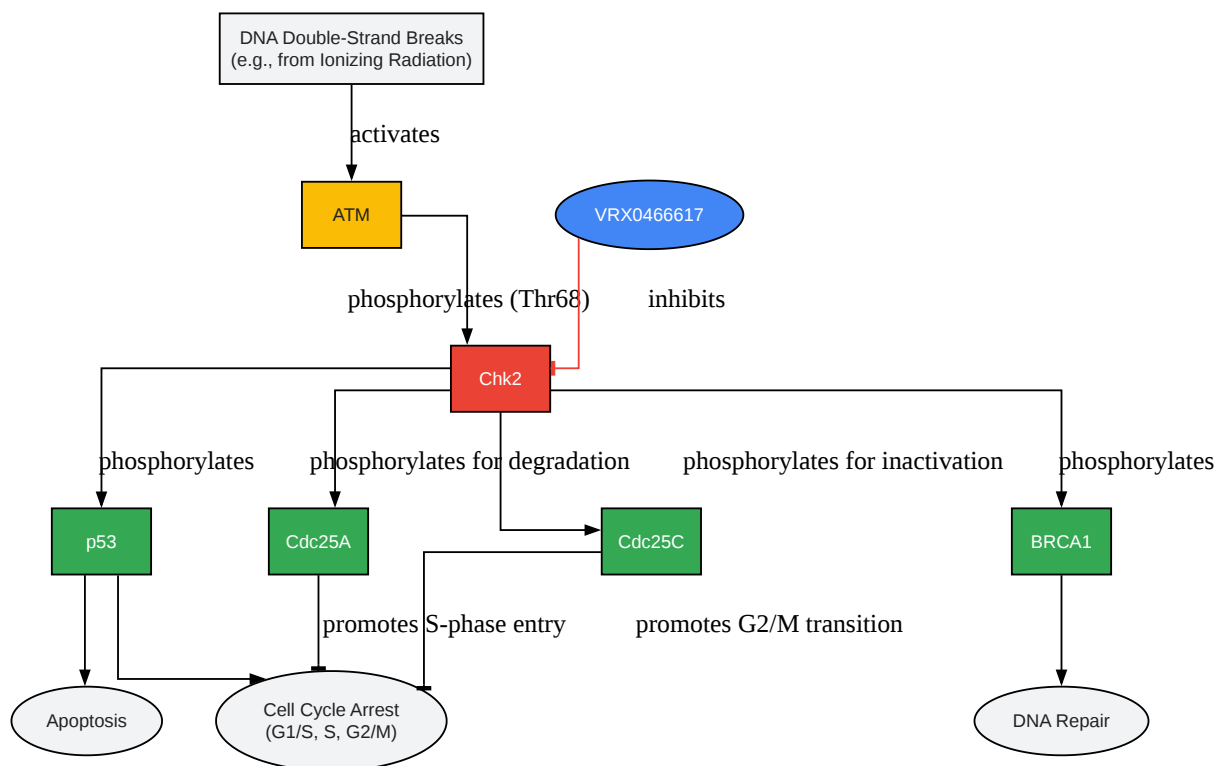 DNA Double-Strand Breaks
(e.g., from Ionizing Radiation)
activates
ATM
VRX0466617
phosphorylates (Thr68)
inhibits
Chk2
phosphorylates
phosphorylates for degradation
phosphorylates for inactivation
phosphorylates
p53
Cdc25A
Cdc25C
BRCA1
promotes S-phase entry
promotes G2/M transition
Apoptosis
Cell Cycle Arrest
(G1/S, S, G2/M)
DNA Repair